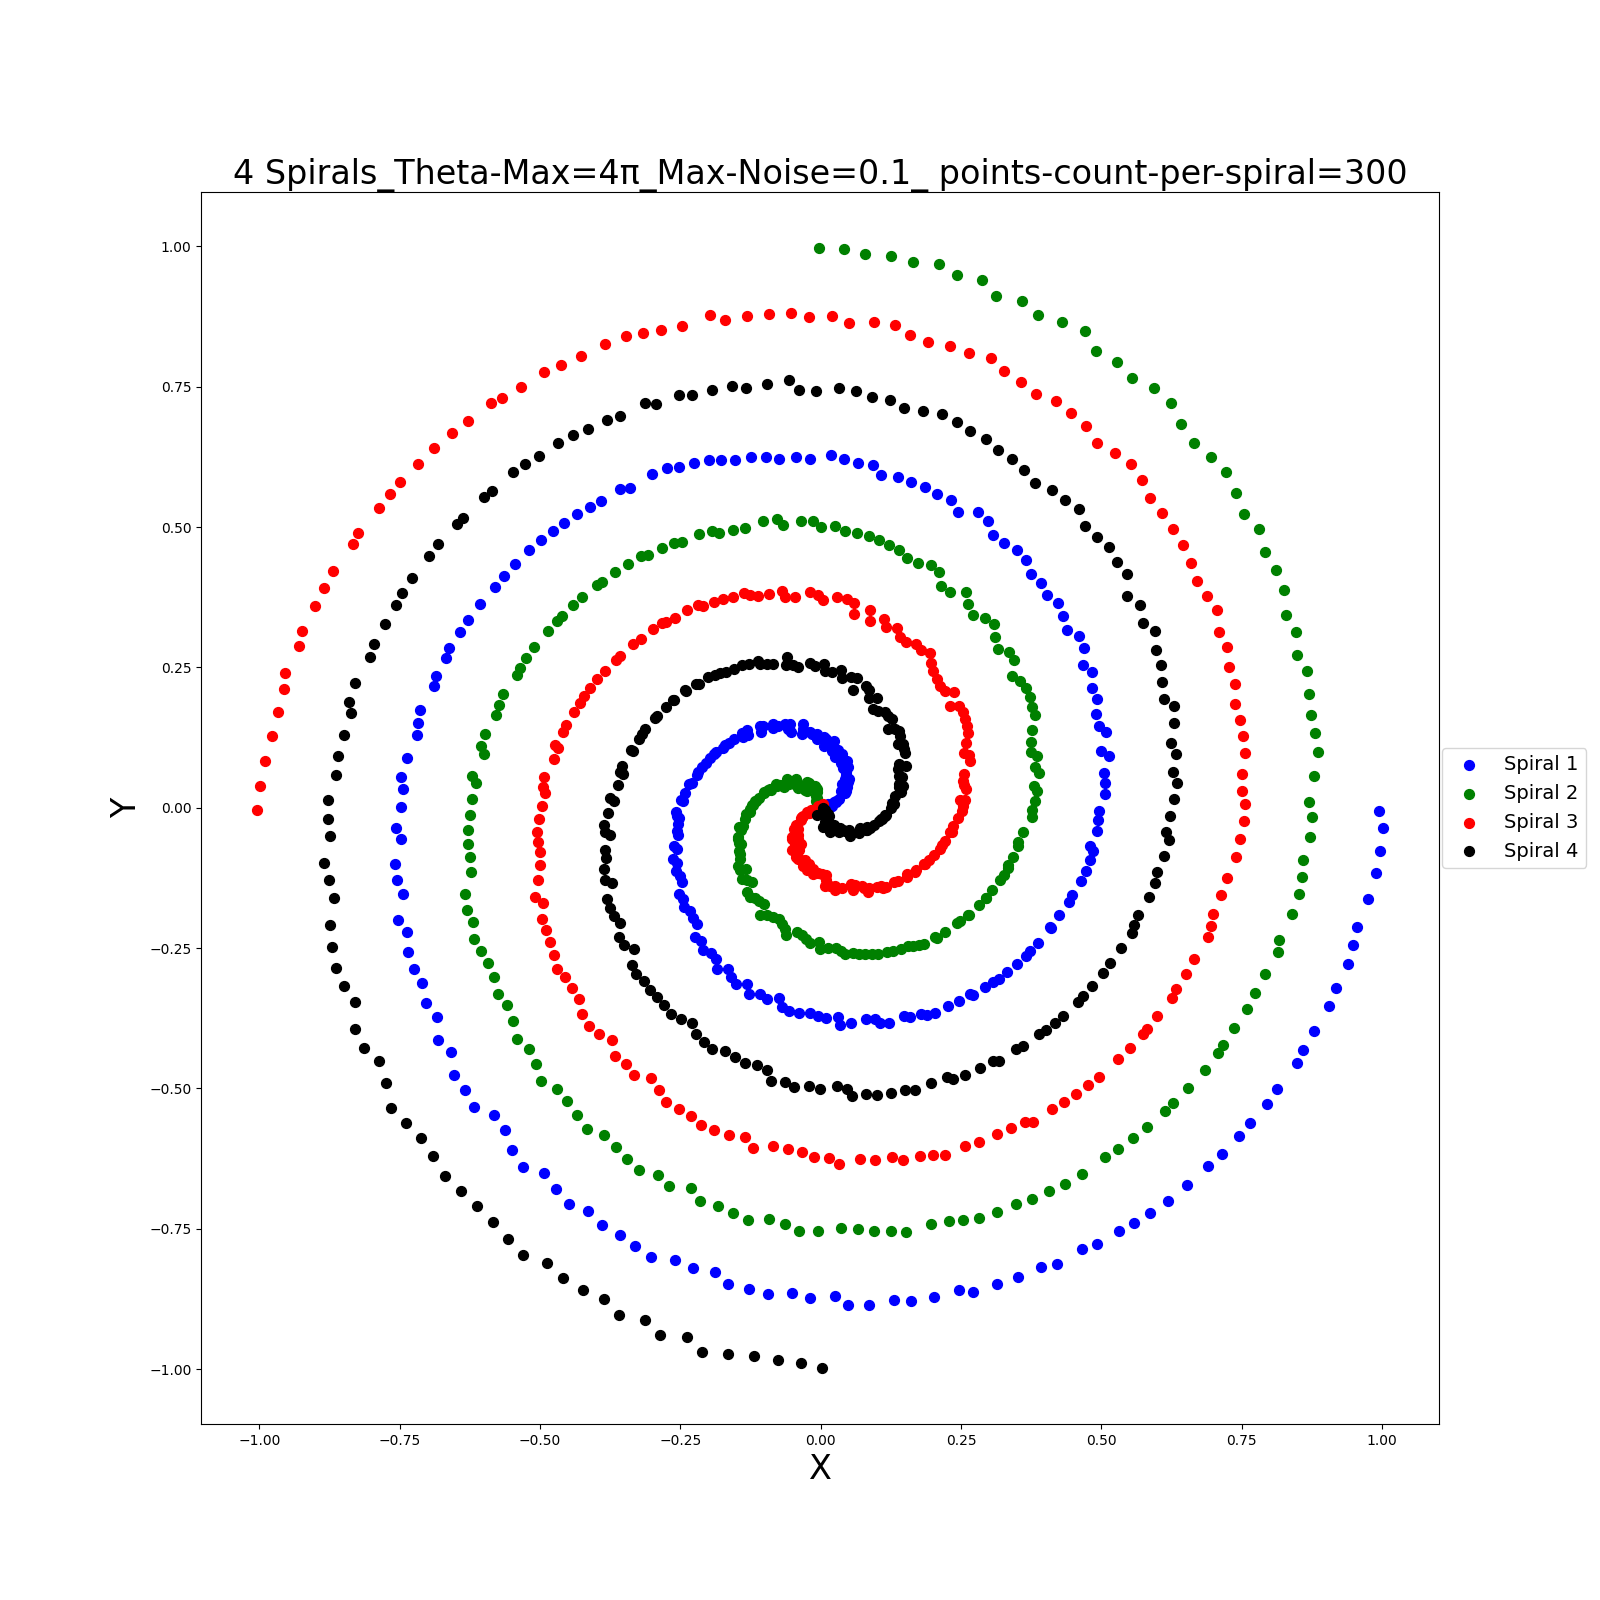 4 Spirals_Theta-Max=4π_Max-Noise=0.1_ points-count-per-spiral=300
1.00
0.75
0.50
0.25
0.00
−0.25
−0.50
−0.75
−1.00
Y
−1.00 −0.75 −0.50 −0.25 0.00 0.25 0.50 0.75 1.00
X
Spiral 1
Spiral 2
Spiral 3
Spiral 4